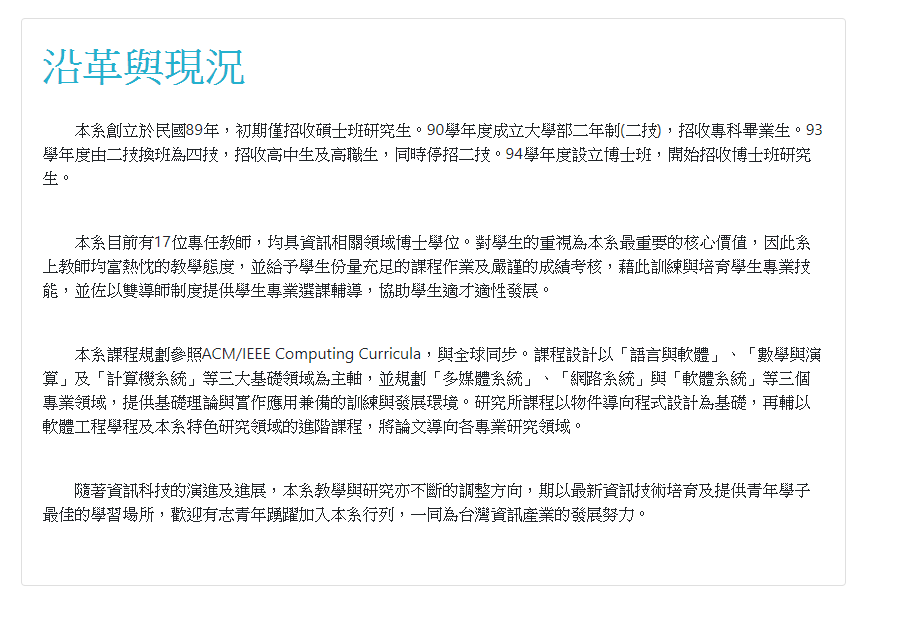 沿革與現況
本系創立於民國89年，初期僅招收碩士班研究生。90學年度成立大學部二年制(二技)，招收專科畢業生。93
學年度由二技換班為四技，招收高中生及高職生，同時停招二技。94學年度設立博士班，開始招收博士班研究
生。
本系目前有17位專任教師，均具資訊相關領域博士學位。對學生的重視為本系最重要的核心價值，因此系
上教師均富熱忱的教學態度，並給予學生份量充足的課程作業及嚴謹的成績考核，藉此訓練與培育學生專業技
能，並佐以雙導師制度提供學生專業選課輔導，協助學生適才適性發展。
本系課程規劃參照ACM/IEEE Computing Curricula，與全球同步。課程設計以「語言與軟體」、「數學與演
算」及「計算機系統」等三大基礎領域為主軸，並規劃「多媒體系統」、「網路系統」與「軟體系統」等三個
專業領域，提供基礎理論與實作應用兼備的訓練與發展環境。研究所課程以物件導向程式設計為基礎，再輔以
軟體工程學程及本系特色研究領域的進階課程，將論文導向各專業研究領域。
隨著資訊科技的演進及進展，本系教學與研究亦不斷的調整方向，期以最新資訊技術培育及提供青年學子
最佳的學習場所，歡迎有志青年踴躍加入本系行列，一同為台灣資訊產業的發展努力。